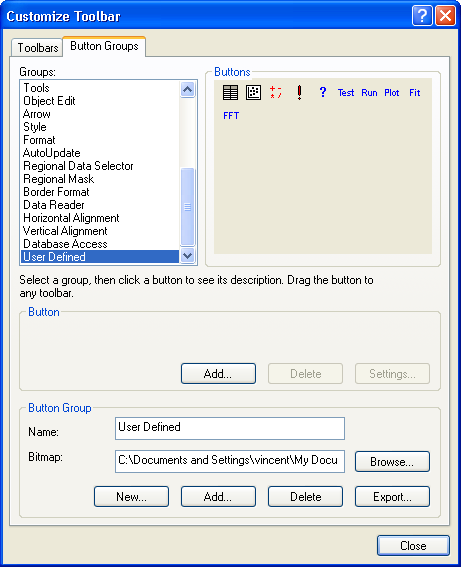 Customize Toolbar
Toolbars
Button Groups
Groups:
Tools
Object Edit
Arrow
Style
Format
AutoUpdate
Regional Data Selector
Regional Mask
Border Format
Data Reader
Horizontal Alignment
Vertical Alignment
Database Access
User Defined
Buttons
! ? Test Run Plot Fit
FFT
Select a group, then click a button to see its description. Drag the button to
any toolbar.
Button
Add... Delete Settings...
Button Group
Name: User Defined
Bitmap: C:\Documents and Settings\vincent\My Docu Browse...
New... Add... Delete Export...
Close